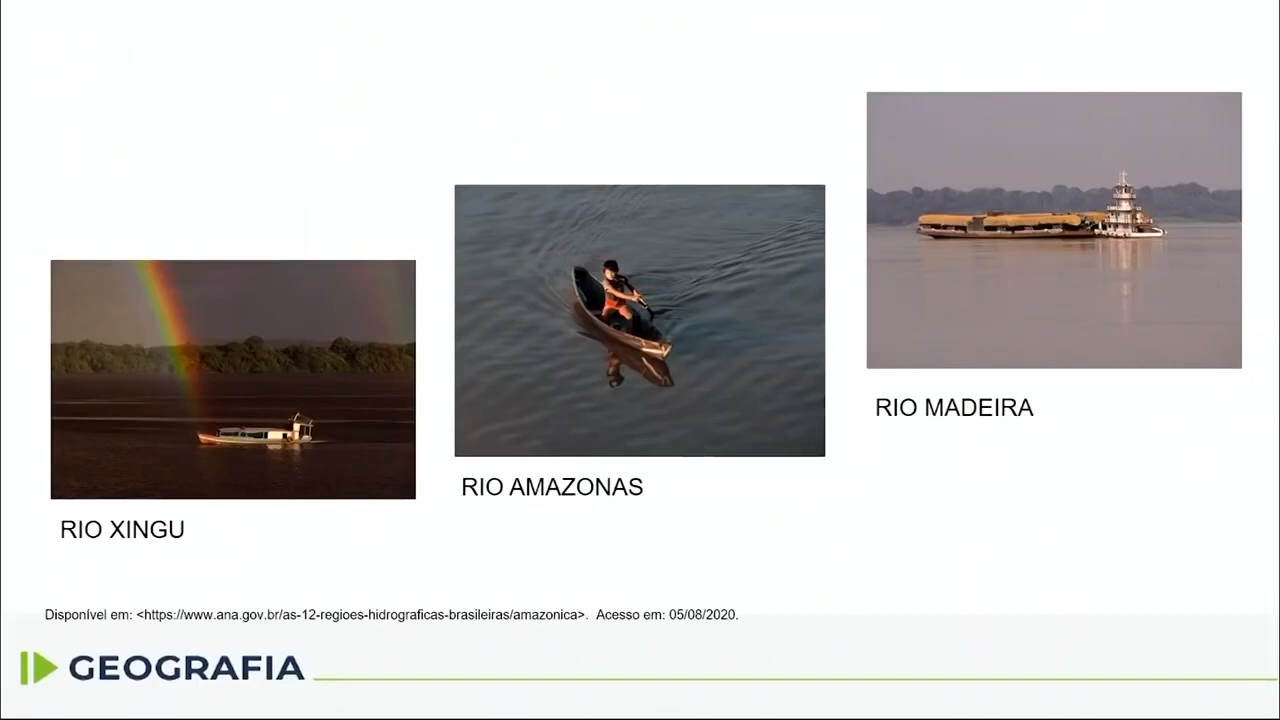 RIO MADEIRA
RIO AMAZONAS
RIO XINGU
Disponível em: <https://www.ana.gov.br/as-12-regioes-hidrograficas-brasileiras/amazonica>.  Acesso em: 05/08/2020.
GEOGRAFIA